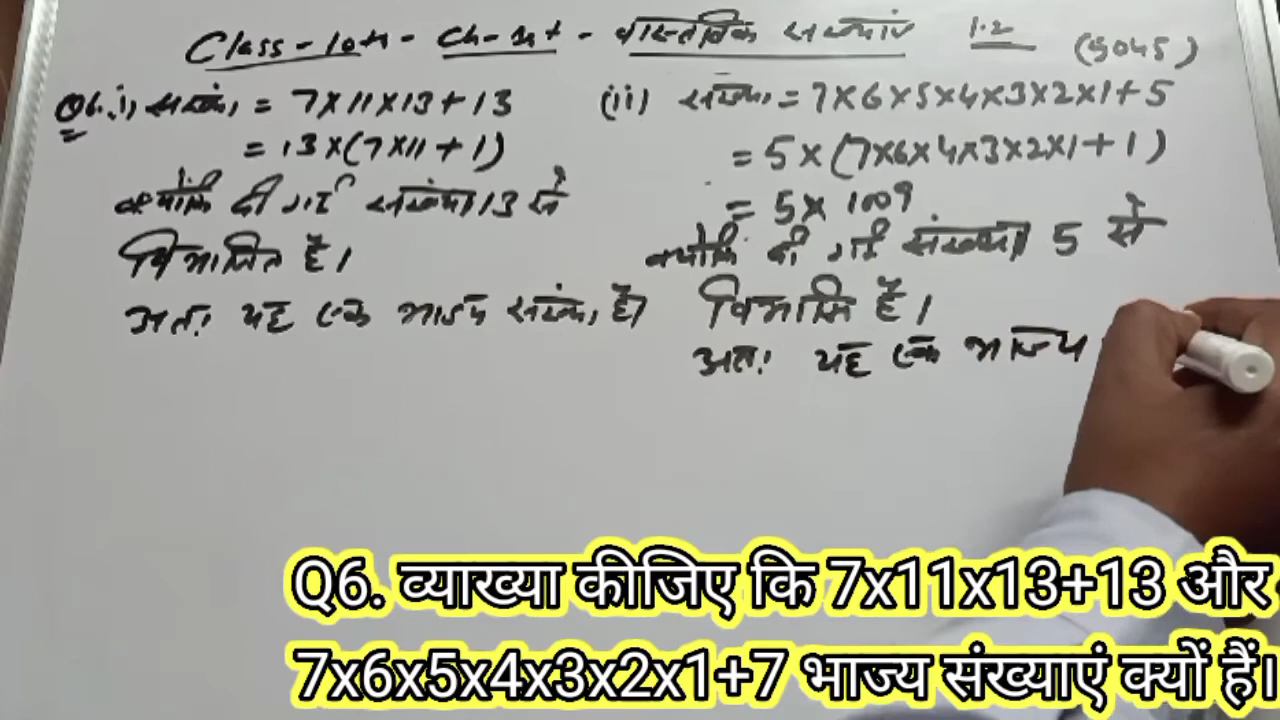 Class-10th- Ch-1st - वास्तविक संख्याएं 1.2 (5045)
Q6. i) संख्या = 7×11×13+13
= 13×(7×11+1)
क्योंकि दी गई संख्या 13 से
विभाजित है।
अतः यह एक भाज्य संख्या है।
(ii) संख्या = 7×6×5×4×3×2×1+5
= 5×(7×6×4×3×2×1+1)
= 5×1009
क्योंकि दी गई संख्या 5 से
विभाजि है।
अतः यह एक भाज्य
Q6. व्याख्या कीजिए कि 7x11x13+13 और
7x6x5x4x3x2x1+7 भाज्य संख्याएं क्यों हैं।